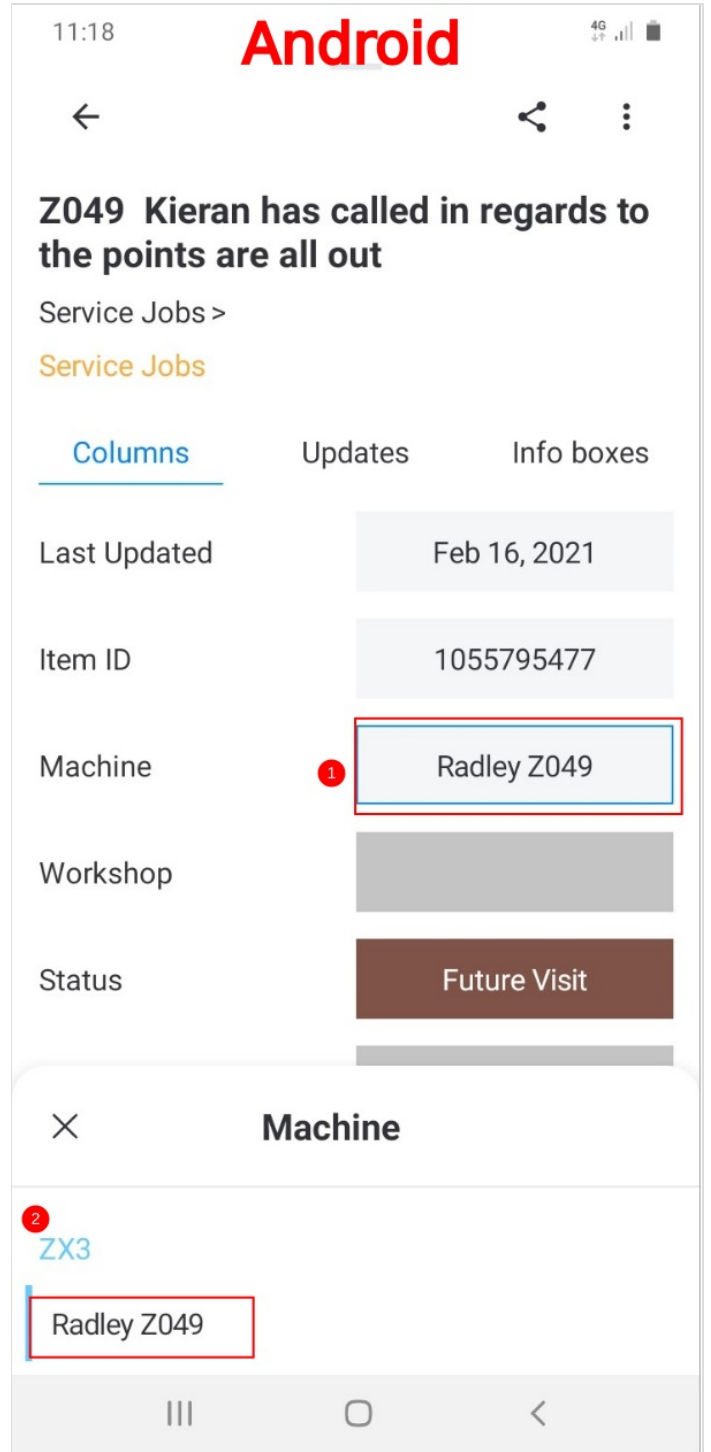 11:18
Android
4G
Z049 Kieran has called in regards to
the points are all out
Service Jobs >
Service Jobs
Columns Updates Info boxes
Last Updated Feb 16, 2021
Item ID 1055795477
Machine 1 Radley Z049
Workshop
Status Future Visit
Machine
2
ZX3
Radley Z049